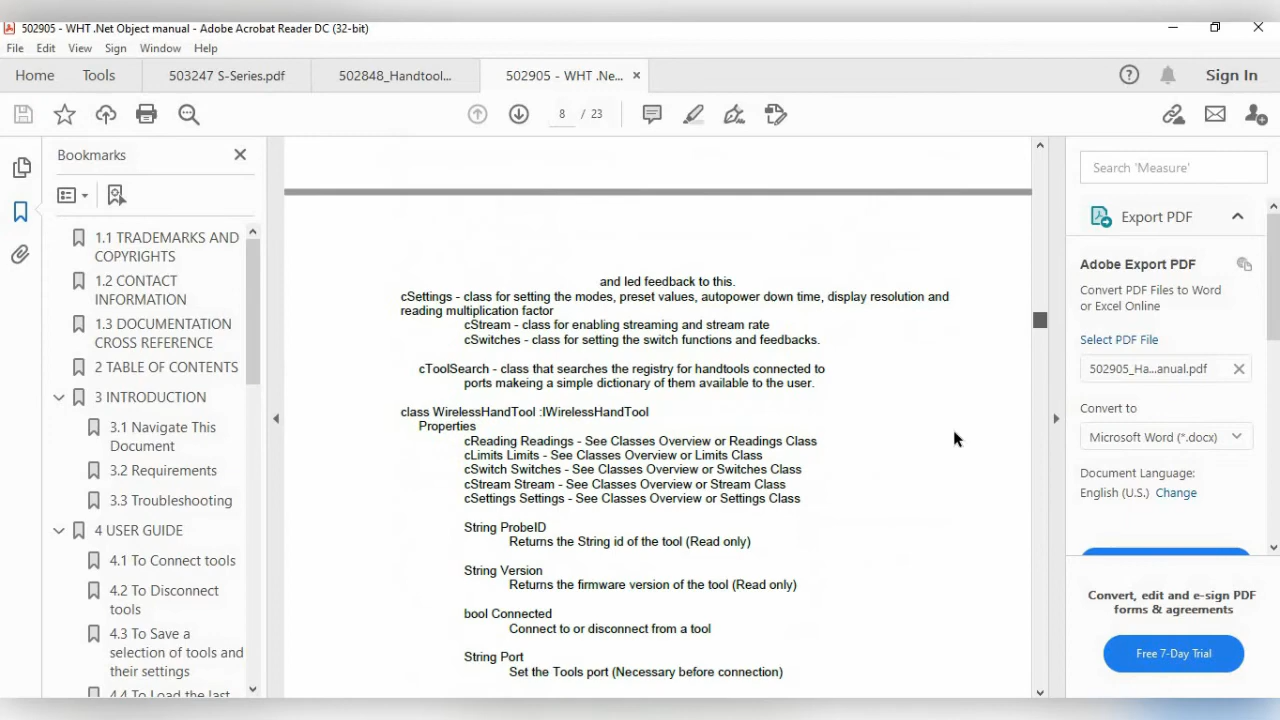 502905 - WHT .Net Object manual - Adobe Acrobat Reader DC (32-bit)
File Edit View Sign Window Help
Home Tools 503247 S-Series.pdf 502848_Handtool... 502905 - WHT .Ne... ×
Sign In
8 / 23
Bookmarks
1.1 TRADEMARKS AND
COPYRIGHTS
1.2 CONTACT
INFORMATION
1.3 DOCUMENTATION
CROSS REFERENCE
2 TABLE OF CONTENTS
3 INTRODUCTION
3.1 Navigate This
Document
3.2 Requirements
3.3 Troubleshooting
4 USER GUIDE
4.1 To Connect tools
4.2 To Disconnect
tools
4.3 To Save a
selection of tools and
their settings
4.4 To Load the last
and led feedback to this.
cSettings - class for setting the modes, preset values, autopower down time, display resolution and
reading multiplication factor
cStream - class for enabling streaming and stream rate
cSwitches - class for setting the switch functions and feedbacks.
cToolSearch - class that searches the registry for handtools connected to
ports makeing a simple dictionary of them available to the user.
class WirelessHandTool :IWirelessHandTool
Properties
cReading Readings - See Classes Overview or Readings Class
cLimits Limits - See Classes Overview or Limits Class
cSwitch Switches - See Classes Overview or Switches Class
cStream Stream - See Classes Overview or Stream Class
cSettings Settings - See Classes Overview or Settings Class
String ProbeID
Returns the String id of the tool (Read only)
String Version
Returns the firmware version of the tool (Read only)
bool Connected
Connect to or disconnect from a tool
String Port
Set the Tools port (Necessary before connection)
Search 'Measure'
Export PDF
Adobe Export PDF
Convert PDF Files to Word
or Excel Online
Select PDF File
502905_Ha...anual.pdf
Convert to
Microsoft Word (*.docx)
Document Language:
English (U.S.) Change
Convert, edit and e-sign PDF
forms & agreements
Free 7-Day Trial